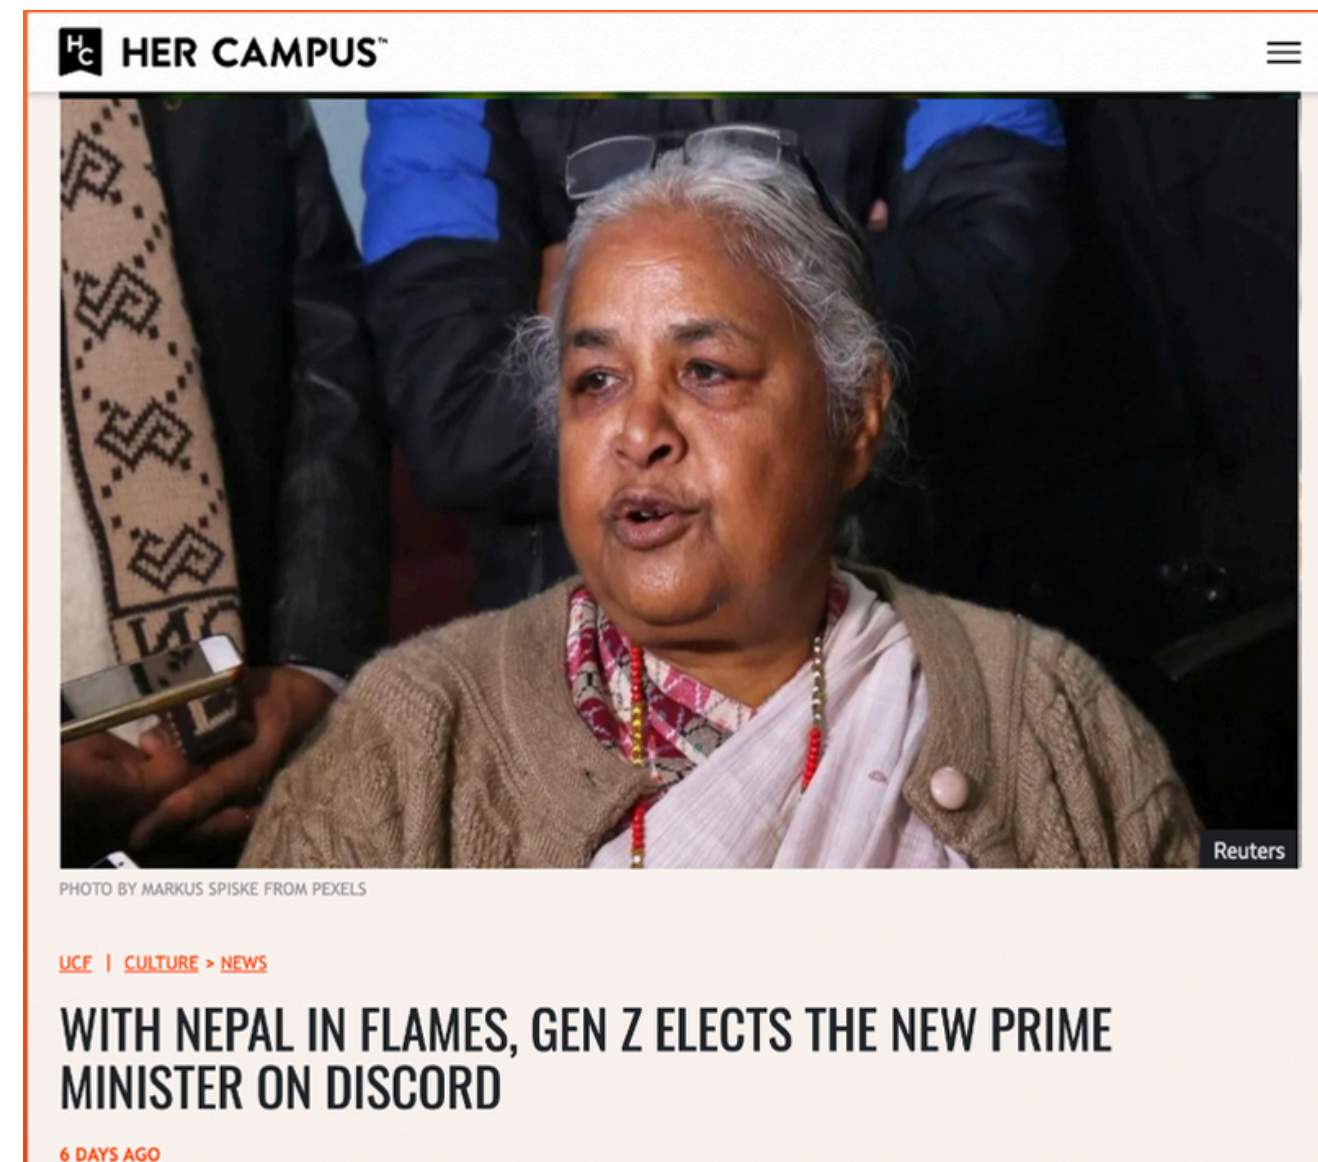 HC HER CAMPUS™
Reuters
PHOTO BY MARKUS SPISKE FROM PEXELS
UCF | CULTURE > NEWS
WITH NEPAL IN FLAMES, GEN Z ELECTS THE NEW PRIME
MINISTER ON DISCORD
6 DAYS AGO